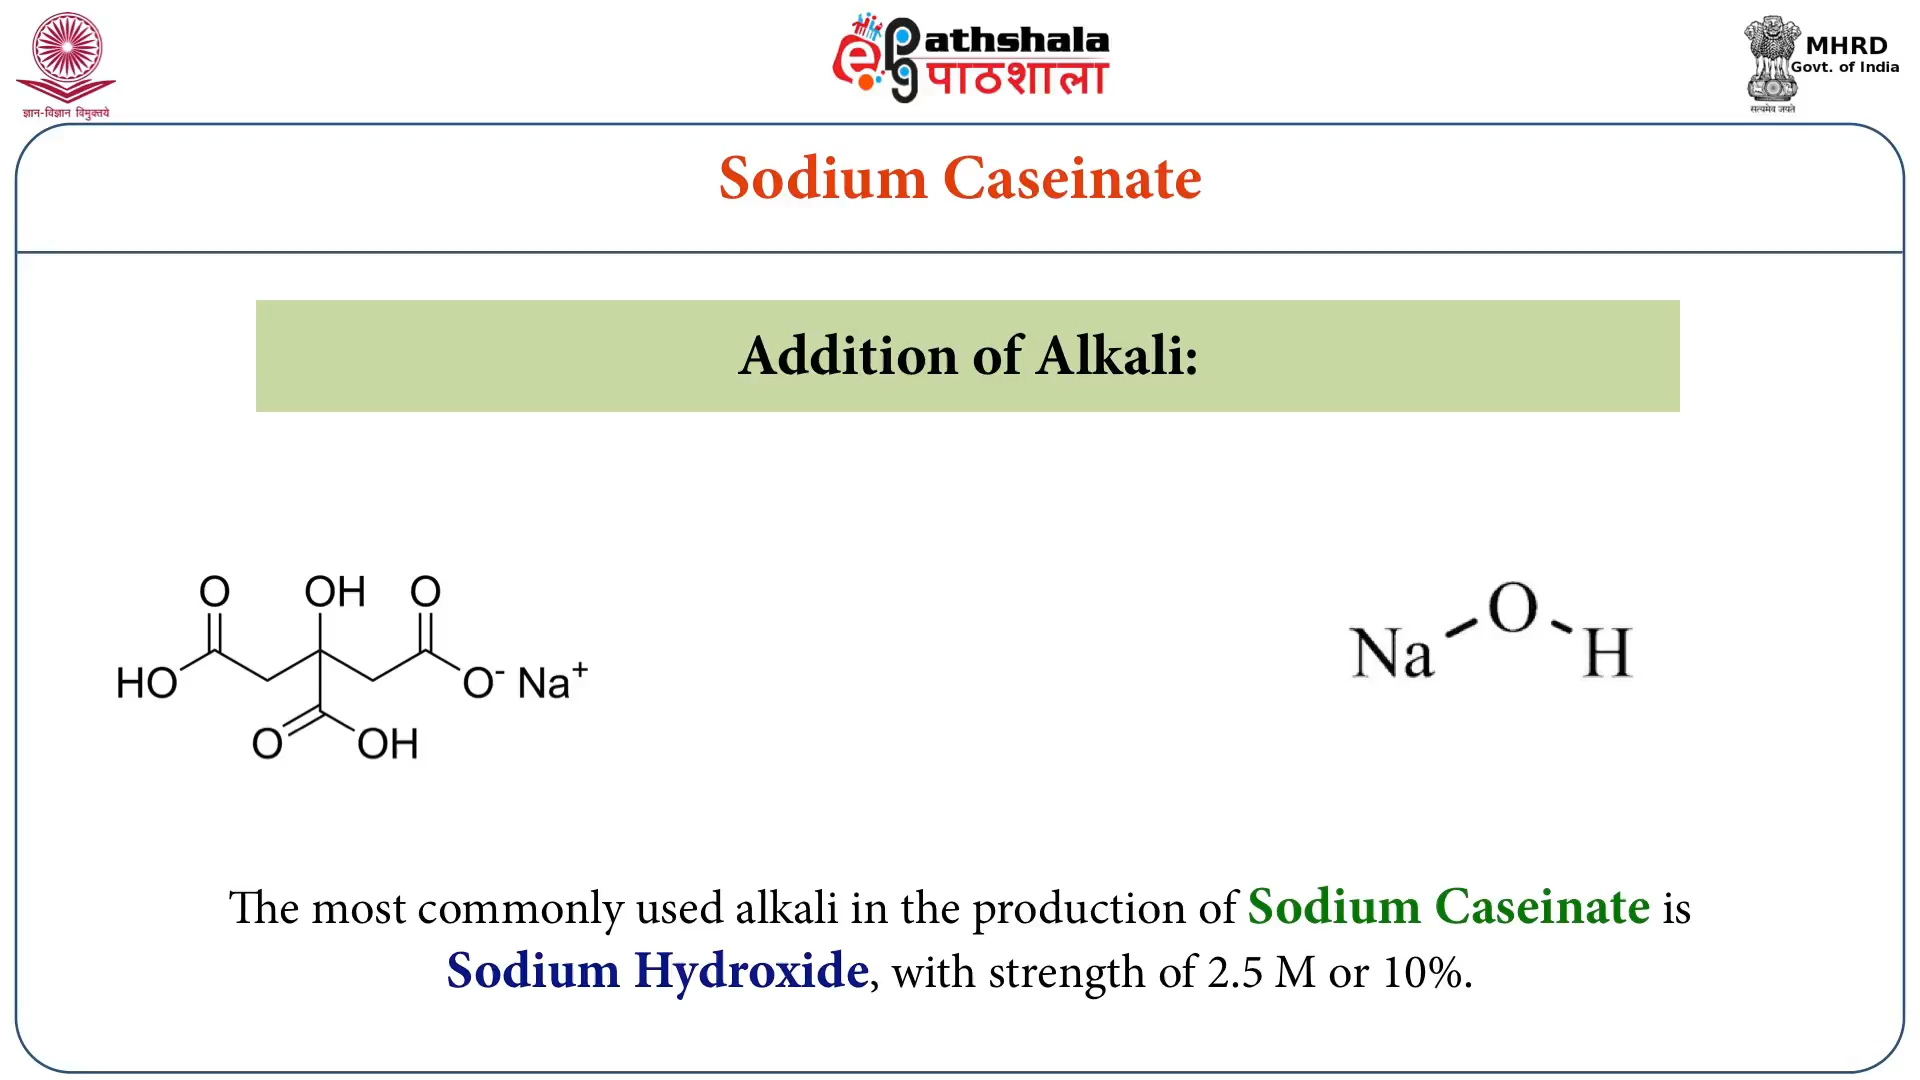 ज्ञान-विज्ञान विमुक्तये
ePathshala
पाठशाला
MHRD
Govt. of India
सत्यमेव जयते
Sodium Caseinate
Addition of Alkali:
O OH O
HO O- Na+
O OH
Na O H
The most commonly used alkali in the production of Sodium Caseinate is
Sodium Hydroxide, with strength of 2.5 M or 10%.